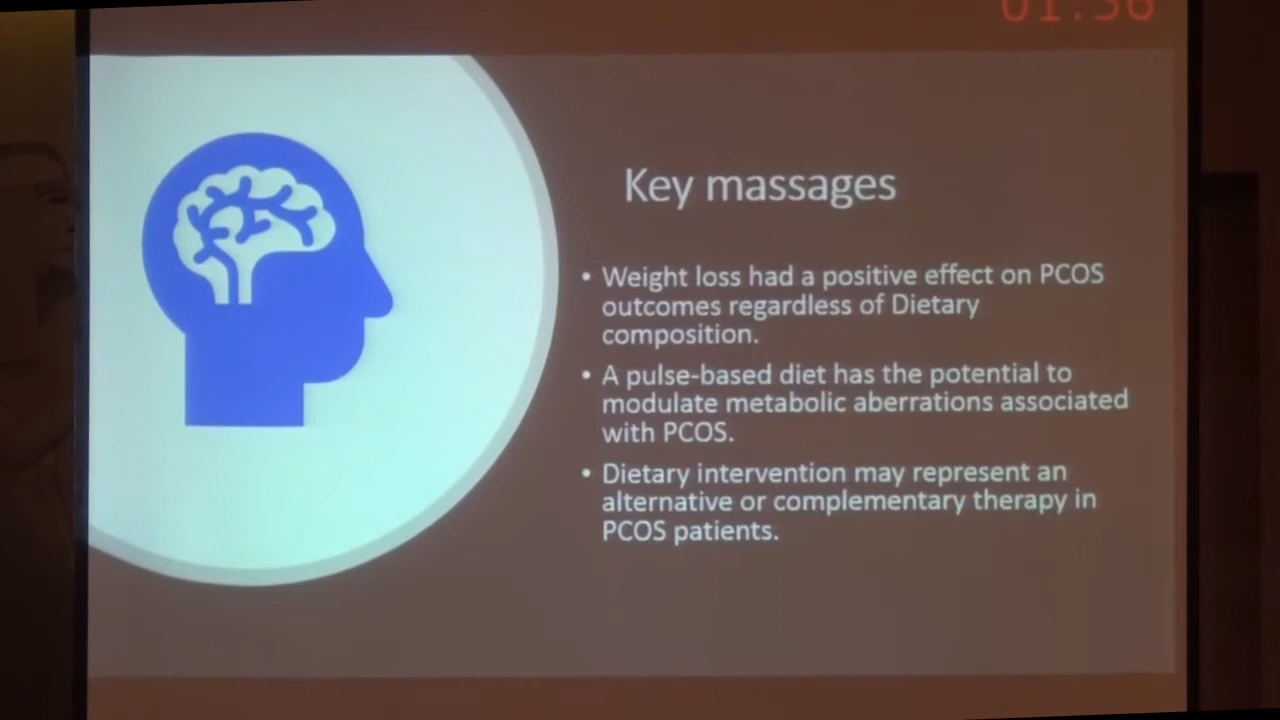 01:56
Key massages
• Weight loss had a positive effect on PCOS
outcomes regardless of Dietary
composition.
• A pulse-based diet has the potential to
modulate metabolic aberrations associated
with PCOS.
• Dietary intervention may represent an
alternative or complementary therapy in
PCOS patients.